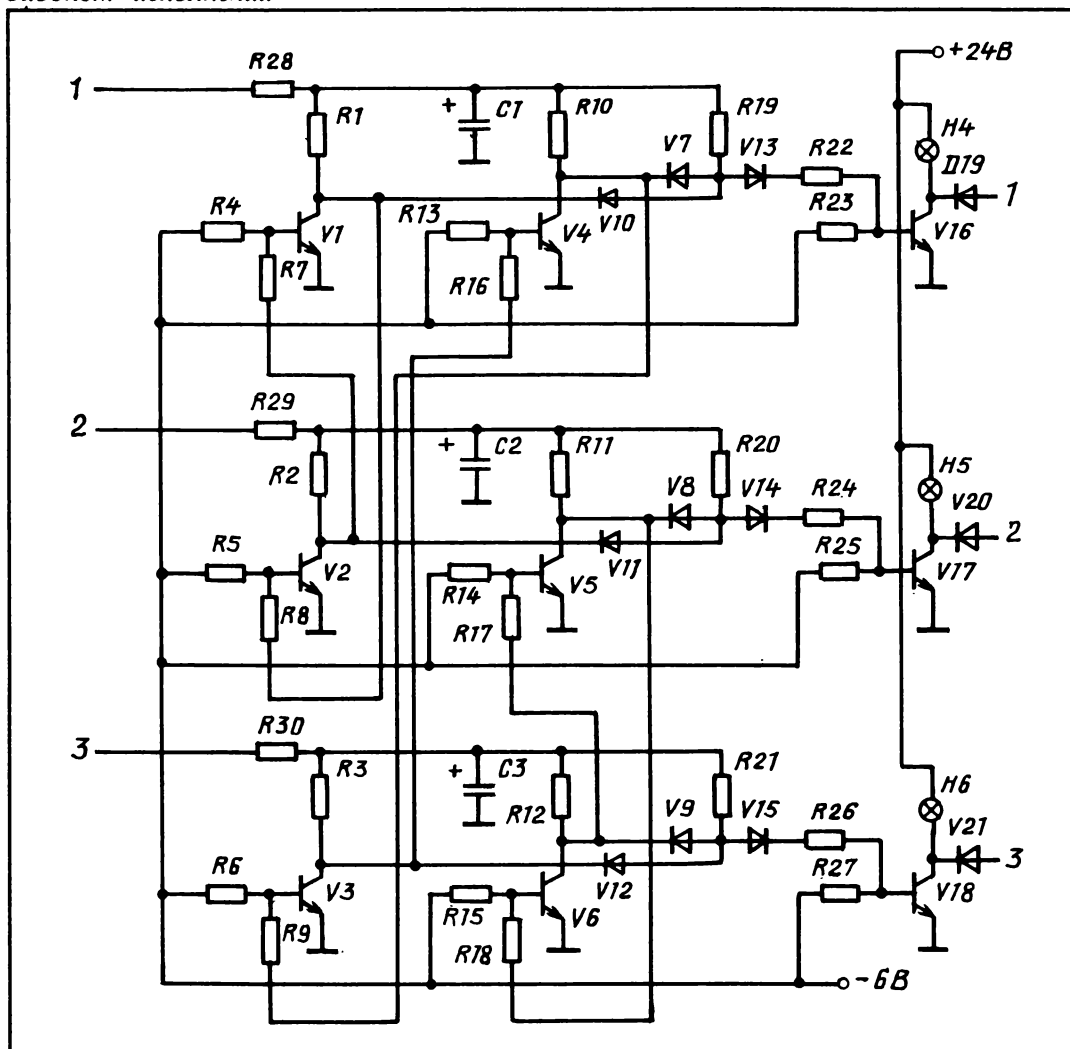 R28 +24В
1 R1 + C1 R10 R19 H4
V7 V13 R22 Д19
R4 R13 V10 R23 1
V1 V4 V16
R7 R16
R29
2 + C2 R11 R20 H5
R2 V8 V14 R24 V20
R5 V11 R25 2
V2 R14 V5 V17
R8 R17
R30
3 R3 + C3 R21 H6
R12 V9 V15 R26 V21
R6 V12 R27 3
V3 R15 V6 V18
R9 R18
-6В